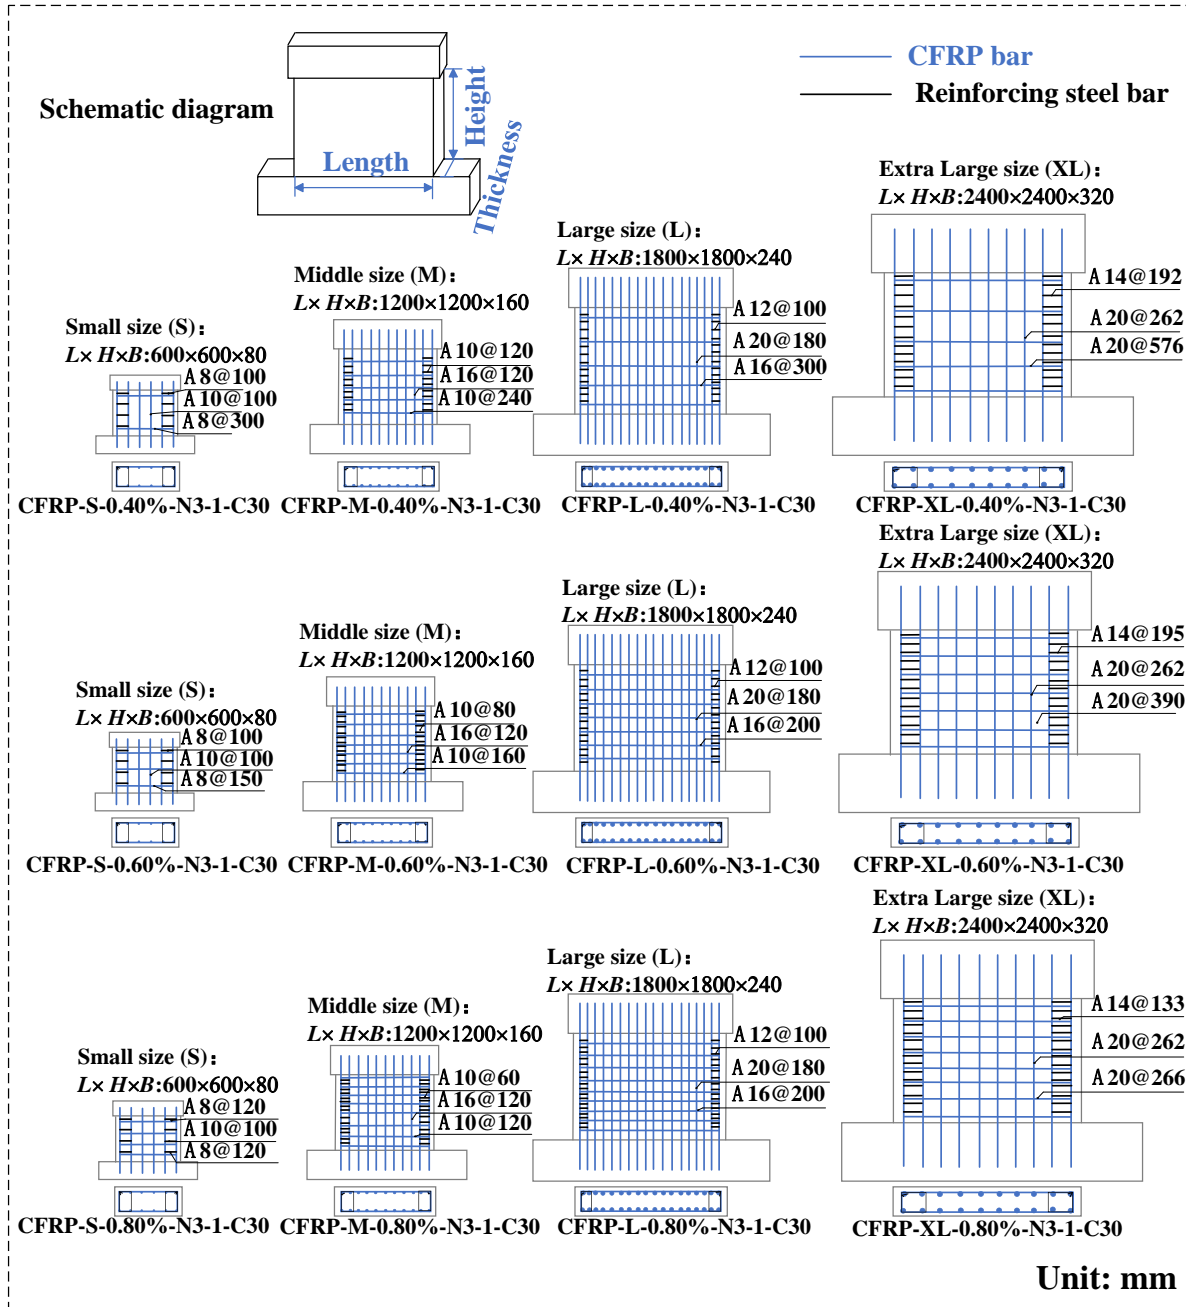 Schematic diagram
Height
Length
Thickness
CFRP bar
Reinforcing steel bar
Small size (S)：
L× H×B:600×600×80
A 8@100
A 10@100
A 8@300
CFRP-S-0.40%-N3-1-C30
Middle size (M)：
L× H×B:1200×1200×160
A 10@120
A 16@120
A 10@240
CFRP-M-0.40%-N3-1-C30
Large size (L)：
L× H×B:1800×1800×240
A 12@100
A 20@180
A 16@300
CFRP-L-0.40%-N3-1-C30
Extra Large size (XL)：
L× H×B:2400×2400×320
A 14@192
A 20@262
A 20@576
CFRP-XL-0.40%-N3-1-C30
Small size (S)：
L× H×B:600×600×80
A 8@100
A 10@100
A 8@150
CFRP-S-0.60%-N3-1-C30
Middle size (M)：
L× H×B:1200×1200×160
A 10@80
A 16@120
A 10@160
CFRP-M-0.60%-N3-1-C30
Large size (L)：
L× H×B:1800×1800×240
A 12@100
A 20@180
A 16@200
CFRP-L-0.60%-N3-1-C30
Extra Large size (XL)：
L× H×B:2400×2400×320
A 14@195
A 20@262
A 20@390
CFRP-XL-0.60%-N3-1-C30
Small size (S)：
L× H×B:600×600×80
A 8@120
A 10@100
A 8@120
CFRP-S-0.80%-N3-1-C30
Middle size (M)：
L× H×B:1200×1200×160
A 10@60
A 16@120
A 10@120
CFRP-M-0.80%-N3-1-C30
Large size (L)：
L× H×B:1800×1800×240
A 12@100
A 20@180
A 16@200
CFRP-L-0.80%-N3-1-C30
Extra Large size (XL)：
L× H×B:2400×2400×320
A 14@133
A 20@262
A 20@266
CFRP-XL-0.80%-N3-1-C30
Unit: mm